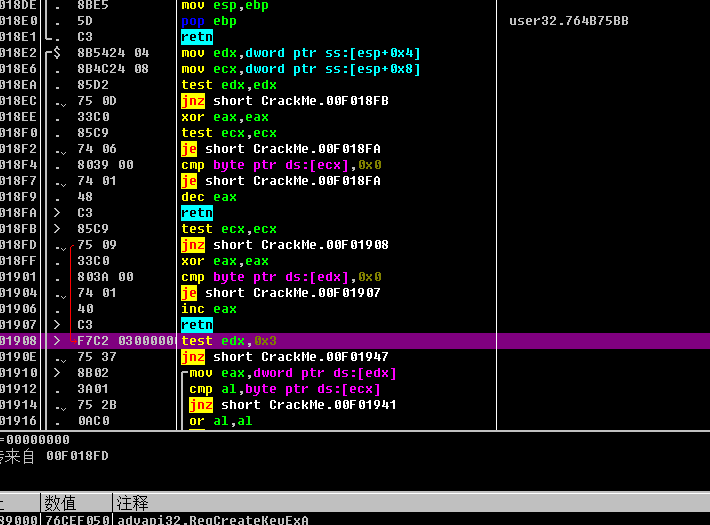 018DE . 8BE5 mov esp,ebp
018E0 . 5D pop ebp user32.764B75BB
018E1 . C3 retn
018E2 $ 8B5424 04 mov edx,dword ptr ss:[esp+0x4]
018E6 . 8B4C24 08 mov ecx,dword ptr ss:[esp+0x8]
018EA . 85D2 test edx,edx
018EC . 75 0D jnz short CrackMe.00F018FB
018EE . 33C0 xor eax,eax
018F0 . 85C9 test ecx,ecx
018F2 . 74 06 je short CrackMe.00F018FA
018F4 . 8039 00 cmp byte ptr ds:[ecx],0x0
018F7 . 74 01 je short CrackMe.00F018FA
018F9 . 48 dec eax
018FA > C3 retn
018FB > 85C9 test ecx,ecx
018FD . 75 09 jnz short CrackMe.00F01908
018FF . 33C0 xor eax,eax
01901 . 803A 00 cmp byte ptr ds:[edx],0x0
01904 . 74 01 je short CrackMe.00F01907
01906 . 40 inc eax
01907 > C3 retn
01908 > F7C2 03000000 test edx,0x3
0190E . 75 37 jnz short CrackMe.00F01947
01910 > 8B02 mov eax,dword ptr ds:[edx]
01912 . 3A01 cmp al,byte ptr ds:[ecx]
01914 . 75 2B jnz short CrackMe.00F01941
01916 . 0AC0 or al,al
=00000000
来自 00F018FD
数值 注释
89000 76CEF050 advapi32.RegCreateKeyExA